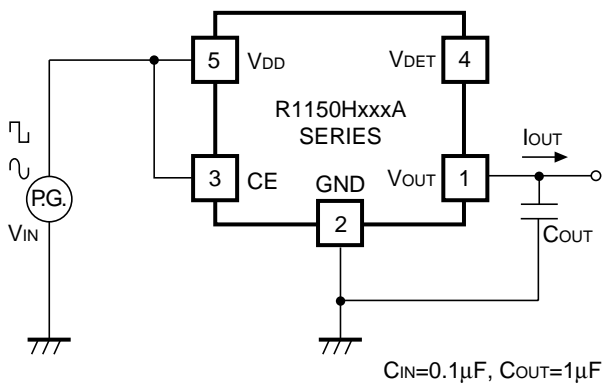 5 VDD
VDET 4
R1150HxxxA
SERIES
IOUT
3 CE
GND
VOUT 1
P.G.
2
VIN
COUT
CIN=0.1μF, COUT=1μF